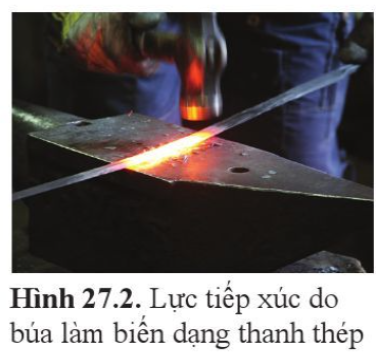 Hình 27.2. Lực tiếp xúc do
búa làm biến dạng thanh thép